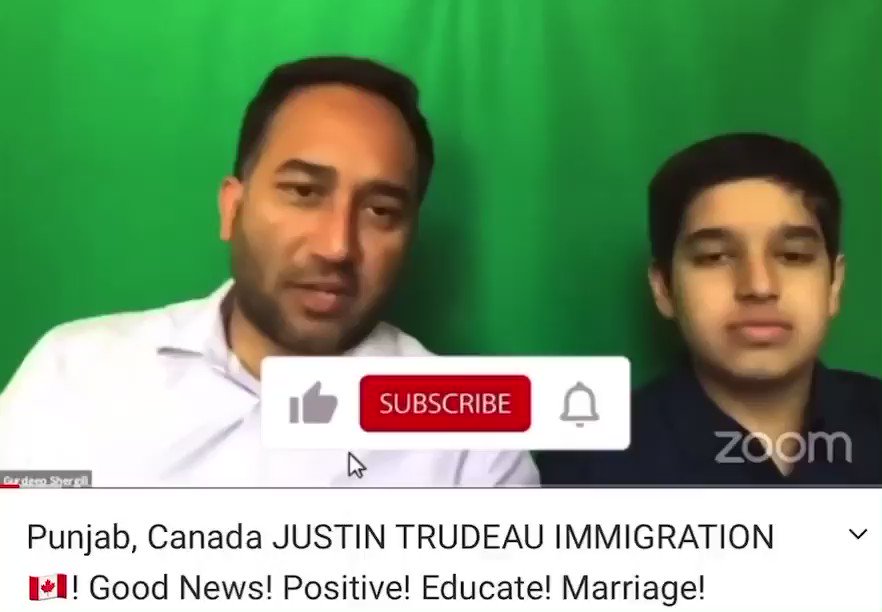 SUBSCRIBE
zoom
Gurdeep Shergill
Punjab, Canada JUSTIN TRUDEAU IMMIGRATION
🇨🇦! Good News! Positive! Educate! Marriage!